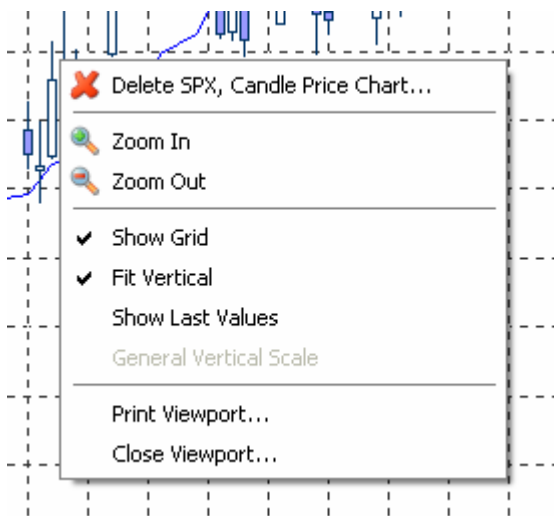 Delete SPX, Candle Price Chart...
Zoom In
Zoom Out
Show Grid
Fit Vertical
Show Last Values
General Vertical Scale
Print Viewport...
Close Viewport...